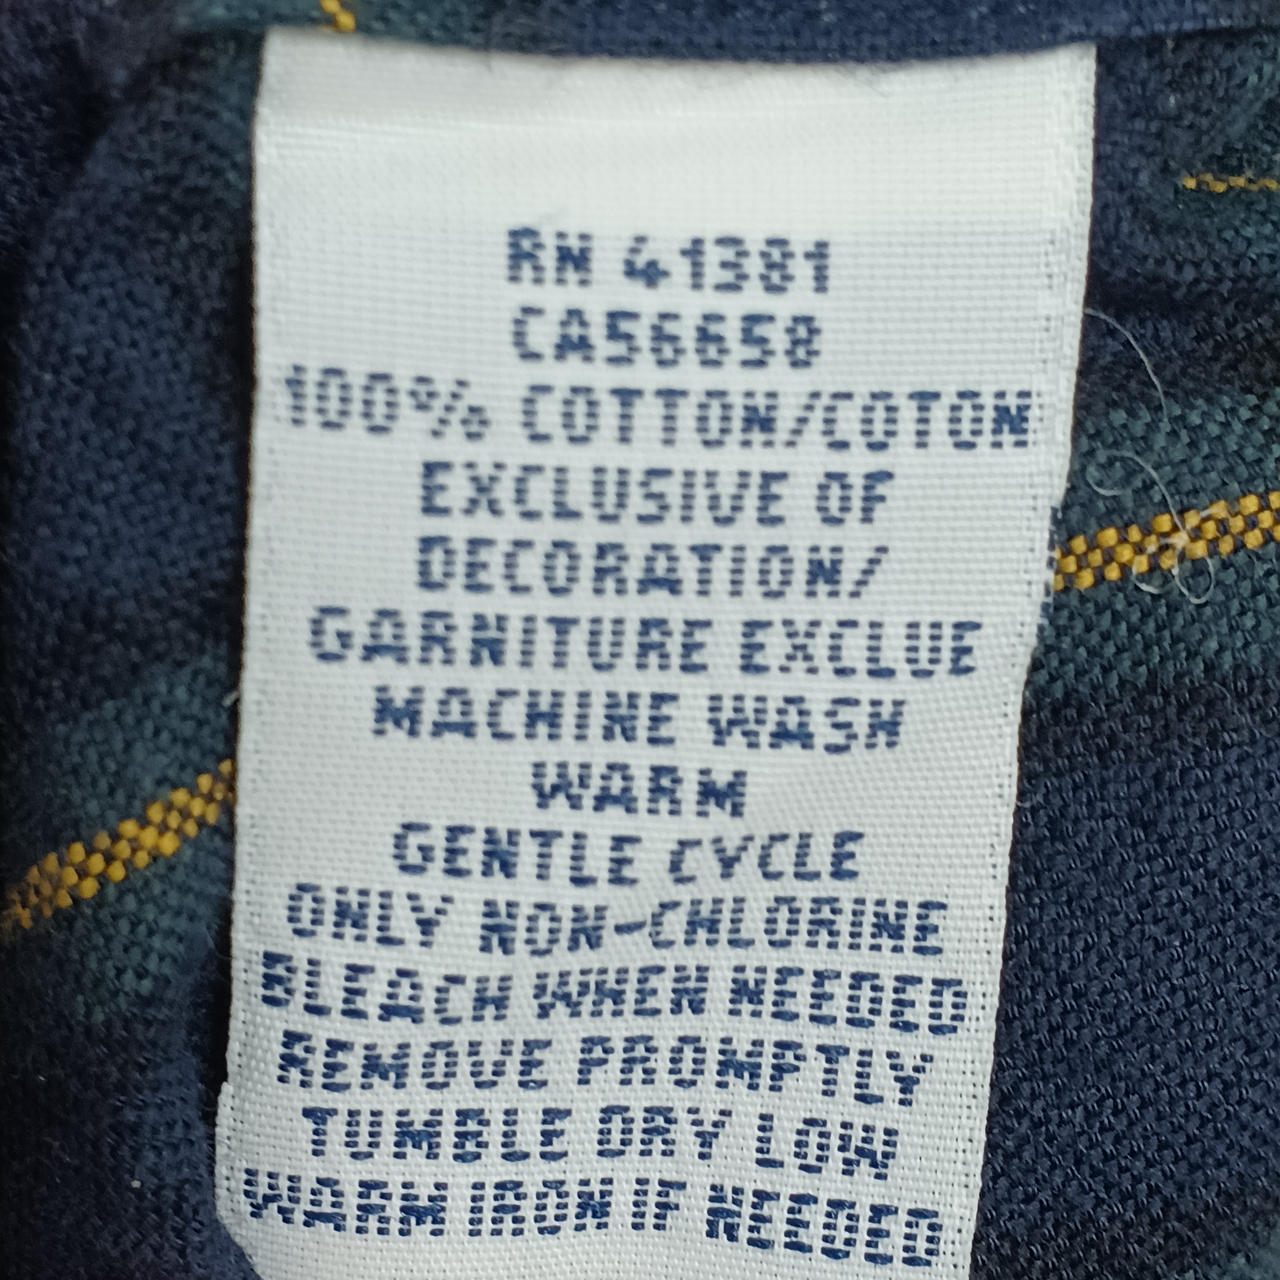 RN 41381
CA56658
100% COTTON/COTON
EXCLUSIVE OF
DECORATION/
GARNITURE EXCLUE
MACHINE WASH
WARM
GENTLE CYCLE
ONLY NON-CHLORINE
BLEACH WHEN NEEDED
REMOVE PROMPTLY
TUMBLE DRY LOW
WARM IRON IF NEEDED